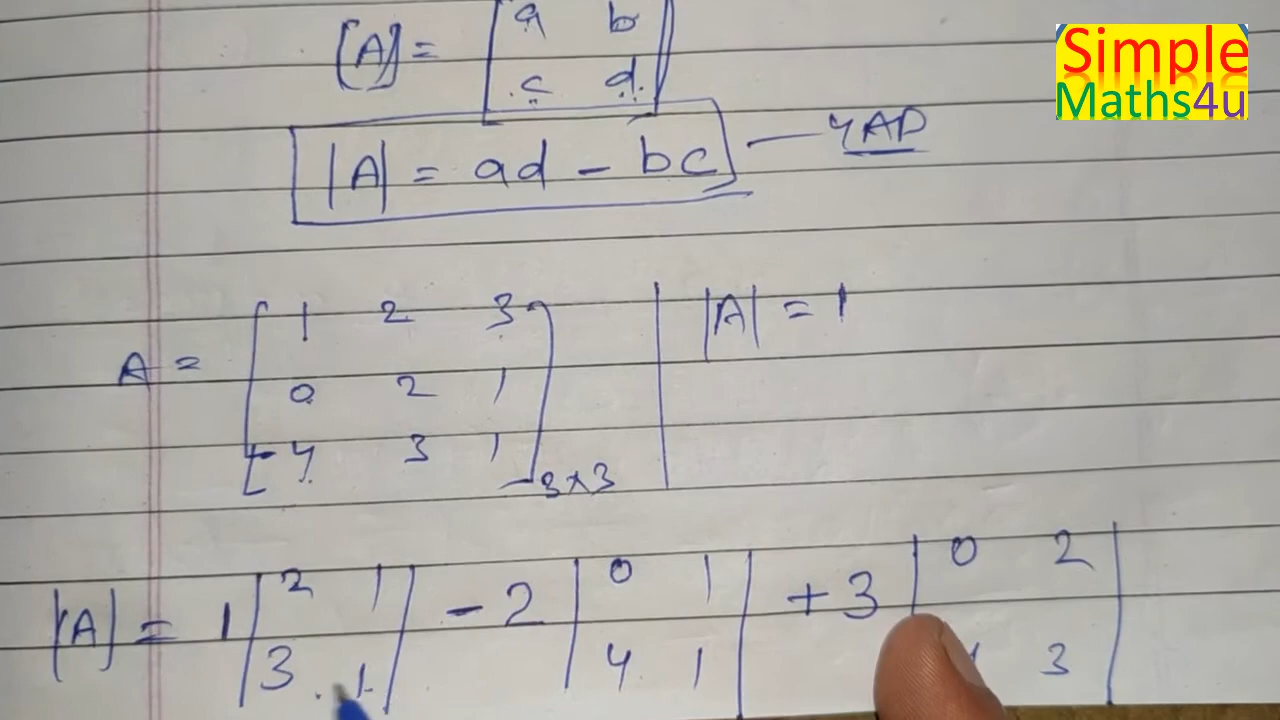 Simple
Maths4u
[A] = | a b |
| c d |
|A| = ad - bc — YAD
A = [ 1 2 3 ]
[ 0 2 1 ]
[ -4 3 1 ] 3×3
|A| = 1
|A| = 1 | 2 1 | - 2 | 0 1 | + 3 | 0 2 |
| 3 1 | | 4 1 | | 3 |